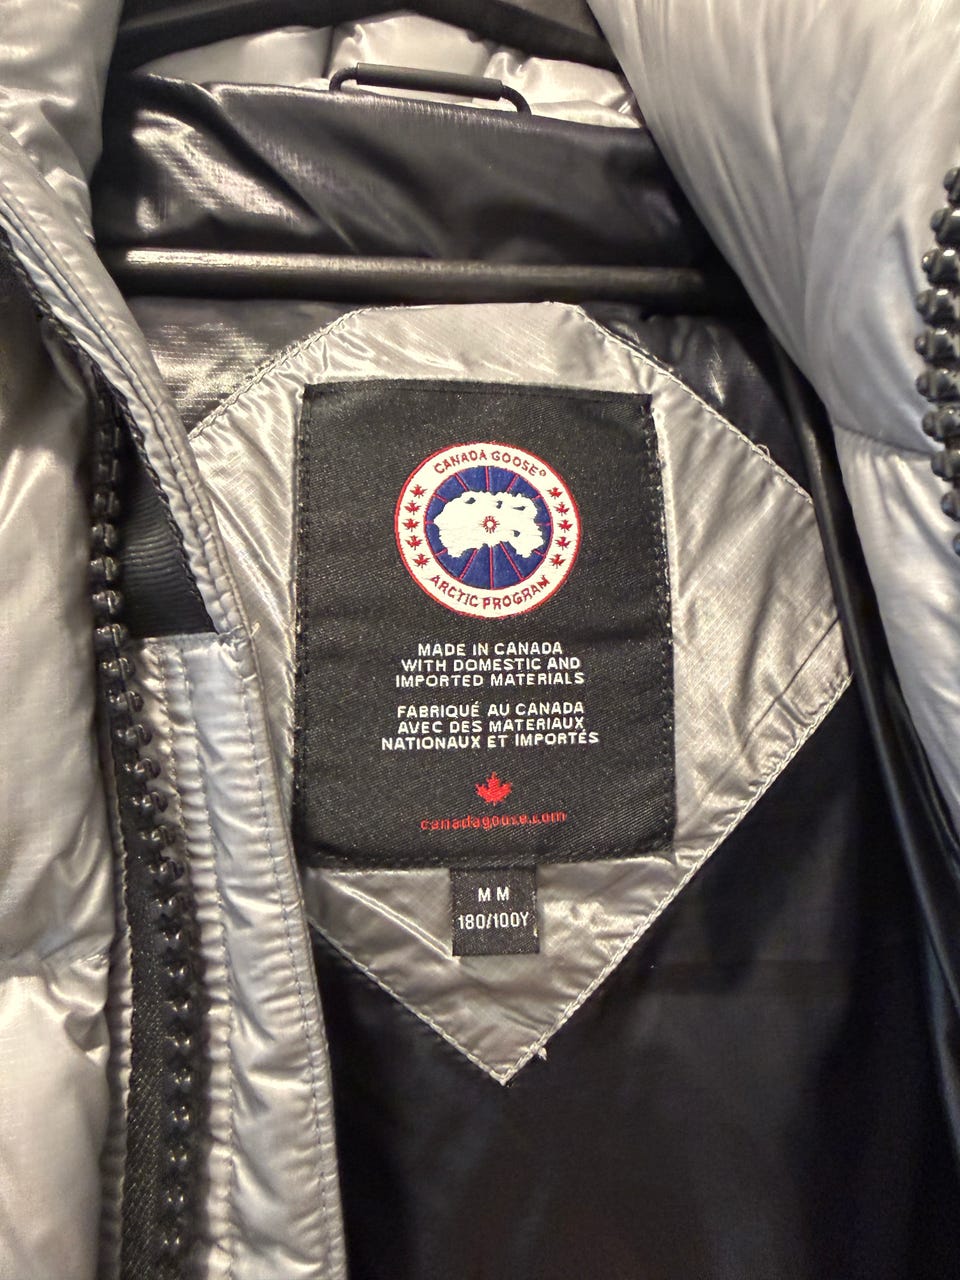 CANADA GOOSE®
ARCTIC PROGRAM
MADE IN CANADA
WITH DOMESTIC AND
IMPORTED MATERIALS
FABRIQUÉ AU CANADA
AVEC DES MATERIAUX
NATIONAUX ET IMPORTÉS
canadagoose.com
M M
180/100Y